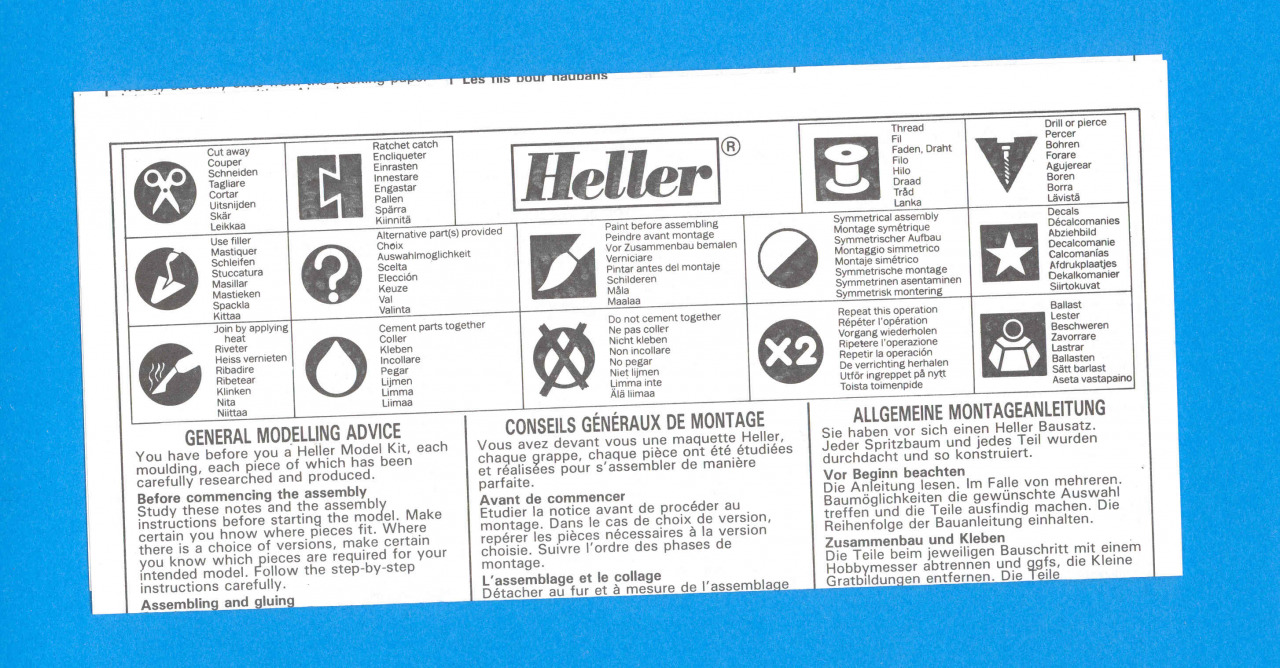 Les fils pour haubans
Cut away
Couper
Schneiden
Tagliare
Cortar
Uitsnijden
Skär
Leikkaa
Ratchet catch
Encliqueter
Einrasten
Innestare
Engastar
Pallen
Spärra
Kiinnitä
Heller ®
Thread
Fil
Faden, Draht
Filo
Hilo
Draad
Tråd
Lanka
Drill or pierce
Percer
Bohren
Forare
Agujerear
Boren
Borra
Lävistä
Use filler
Mastiquer
Schleifen
Stuccatura
Masillar
Mastieken
Spackla
Kittaa
?
Alternative part(s) provided
Choix
Auswahlmoglichkeit
Scelta
Elección
Keuze
Val
Valinta
Paint before assembling
Peindre avant montage
Vor Zusammenbau bemalen
Verniciare
Pintar antes del montaje
Schilderen
Måla
Maalaa
Symmetrical assembly
Montage symétrique
Symmetrischer Aufbau
Montaggio simmetrico
Montaje simétrico
Symmetrische montage
Symmetrinen asentaminen
Symmetrisk montering
Decals
Décalcomanies
Abziehbild
Decalcomanie
Calcomanías
Afdrukplaatjes
Dekalkomanier
Siirtokuvat
Join by applying
heat
Riveter
Heiss vernieten
Ribadire
Ribetear
Klinken
Nita
Niittaa
Cement parts together
Coller
Kleben
Incollare
Pegar
Lijmen
Limma
Liimaa
Do not cement together
Ne pas coller
Nicht kleben
Non incollare
No pegar
Niet lijmen
Limma inte
Älä liimaa
X2
Repeat this operation
Répéter l'opération
Vorgang wiederholen
Ripetere l'operazione
Repetir la operación
De verrichting herhalen
Utför ingreppet på nytt
Toista toimenpide
Ballast
Lester
Beschweren
Zavorrare
Lastrar
Ballasten
Sätt barlast
Aseta vastapaino
GENERAL MODELLING ADVICE
You have before you a Heller Model Kit, each
moulding, each piece of which has been
carefully researched and produced.
Before commencing the assembly
Study these notes and the assembly
instructions before starting the model. Make
certain you hnow where pieces fit. Where
there is a choice of versions, make certain
you know which pieces are required for your
intended model. Follow the step-by-step
instructions carefully.
Assembling and gluing
CONSEILS GÉNÉRAUX DE MONTAGE
Vous avez devant vous une maquette Heller,
chaque grappe, chaque pièce ont été étudiées
et réalisées pour s'assembler de manière
parfaite.
Avant de commencer
Etudier la notice avant de procéder au
montage. Dans le cas de choix de version,
repérer les pièces nécessaires à la version
choisie. Suivre l'ordre des phases de
montage.
L'assemblage et le collage
Détacher au fur et à mesure de l'assemblage
ALLGEMEINE MONTAGEANLEITUNG
Sie haben vor sich einen Heller Bausatz.
Jeder Spritzbaum und jedes Teil wurden
durchdacht und so konstruiert.
Vor Beginn beachten
Die Anleitung lesen. Im Falle von mehreren.
Baumöglichkeiten die gewünschte Auswahl
treffen und die Teile ausfindig machen. Die
Reihenfolge der Bauanleitung einhalten.
Zusammenbau und Kleben
Die Teile beim jeweiligen Bauschritt mit einem
Hobbymesser abtrennen und ggfs, die Kleine
Gratbildungen entfernen. Die Teile